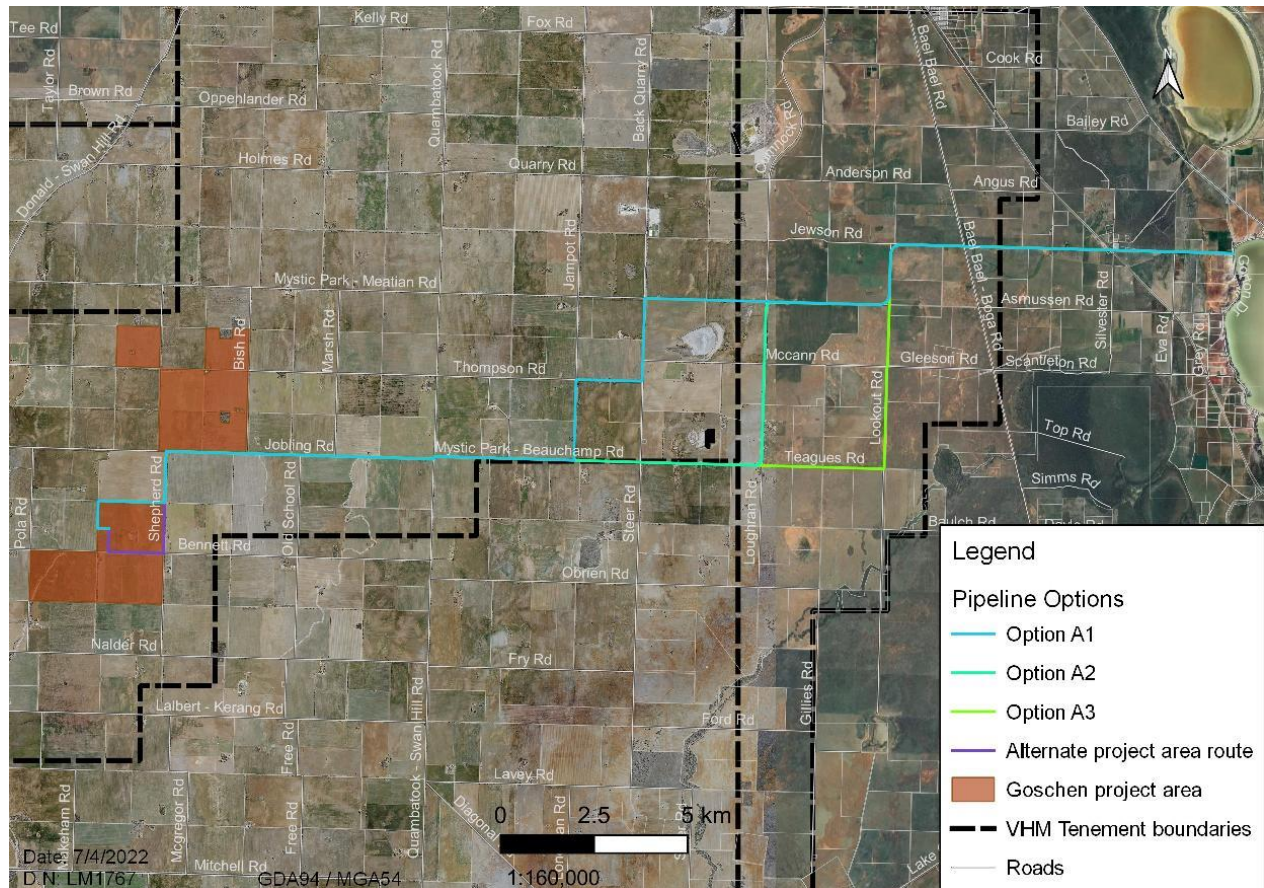 Tee Rd
Kelly Rd
Fox Rd
Taylor Rd
Brown Rd
Oppenlander Rd
Quambatook Rd
Back Quarry Rd
Bael Bael Rd
Cook Rd
N
Bailey Rd
Donald - Swan Hill Rd
Holmes Rd
Quarry Rd
Anderson Rd
Angus Rd
Jewson Rd
Jampot Rd
Mystic Park - Meatian Rd
Bael Bael - Boga Rd
Asmussen Rd
Silvester Rd
Bish Rd
Marsh Rd
Thompson Rd
Mccann Rd
Gleeson Rd
Scantleton Rd
Eva Rd
Grey Rd
Lookout Rd
Jobling Rd
Mystic Park - Beauchamp Rd
Teagues Rd
Top Rd
Simms Rd
Pola Rd
Shepherd Rd
Old School Rd
Steer Rd
Loughran Rd
Bennett Rd
Obrien Rd
Baulch Rd
Nalder Rd
Fry Rd
Lalbert - Kerang Rd
Ford Rd
Gillies Rd
Free Rd
Quambatook - Swan Hill Rd
Lavey Rd
Mcgregor Rd
Free Rd
Diagonal
Mitchell Rd
Date: 7/4/2022
D.N: LM1767
GDA94 / MGA54
0 2.5 5 km
1:160,000
Legend
Pipeline Options
Option A1
Option A2
Option A3
Alternate project area route
Goschen project area
VHM Tenement boundaries
Roads